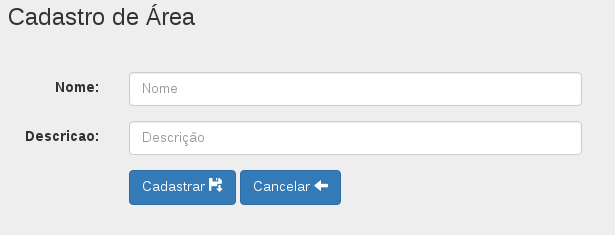 Cadastro de Área
Nome: Nome
Descricao: Descrição
Cadastrar Cancelar